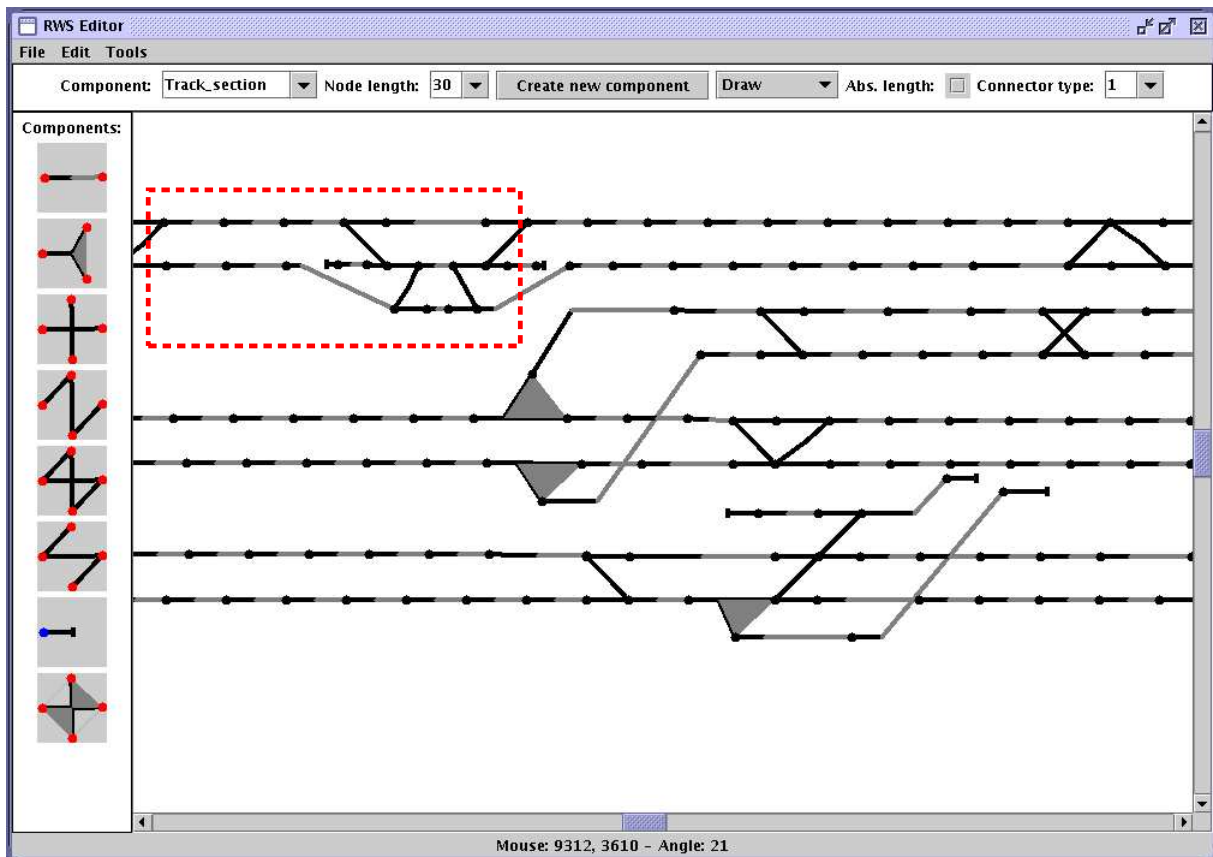 RWS Editor
File Edit Tools
Component: Track_section Node length: 30 Create new component Draw Abs. length: Connector type: 1
Components:
Mouse: 9312, 3610 - Angle: 21